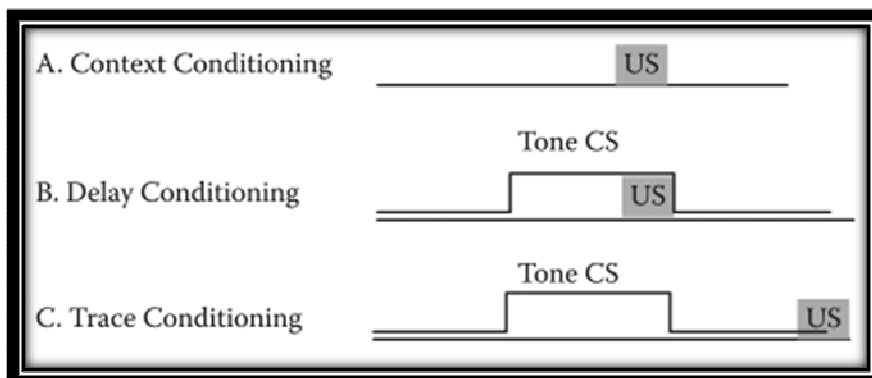 A. Context Conditioning US
Tone CS
B. Delay Conditioning US
Tone CS
C. Trace Conditioning US